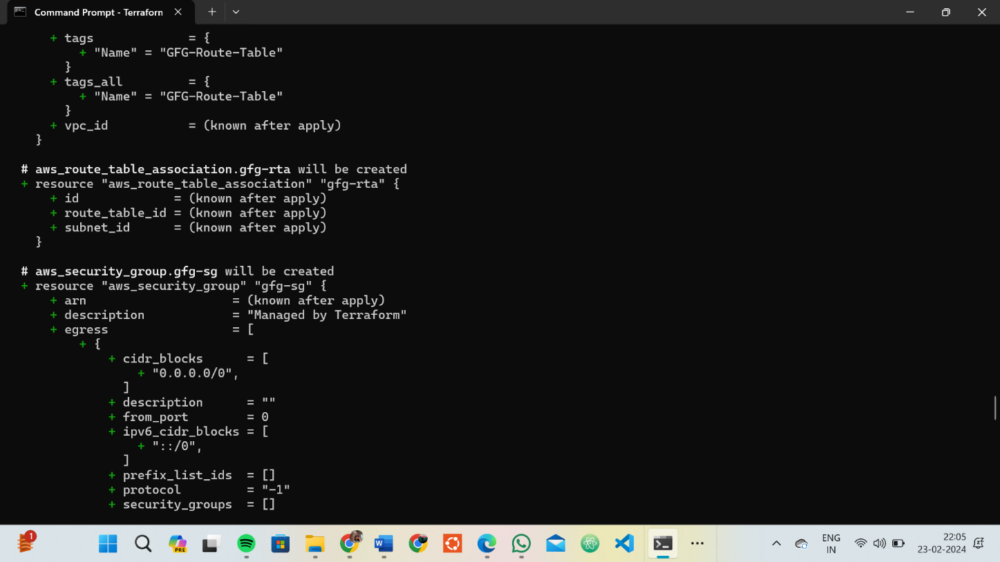 Command Prompt - Terraforn
+ tags             = {
+ "Name" = "GFG-Route-Table"
}
+ tags_all         = {
+ "Name" = "GFG-Route-Table"
}
+ vpc_id           = (known after apply)
}
# aws_route_table_association.gfg-rta will be created
+ resource "aws_route_table_association" "gfg-rta" {
+ id             = (known after apply)
+ route_table_id = (known after apply)
+ subnet_id      = (known after apply)
}
# aws_security_group.gfg-sg will be created
+ resource "aws_security_group" "gfg-sg" {
+ arn                    = (known after apply)
+ description            = "Managed by Terraform"
+ egress                 = [
+ {
+ cidr_blocks      = [
+ "0.0.0.0/0",
]
+ description      = ""
+ from_port        = 0
+ ipv6_cidr_blocks = [
+ "::/0",
]
+ prefix_list_ids  = []
+ protocol         = "-1"
+ security_groups  = []
1
PRE
ENG
IN
22:05
23-02-2024